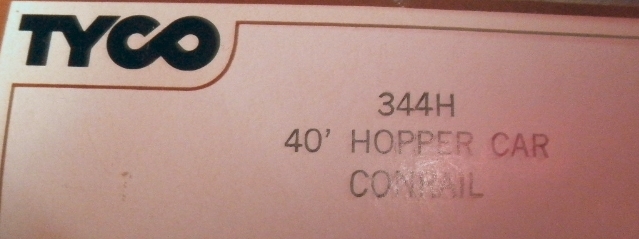 TYCO
344H
40' HOPPER CAR
CONRAIL